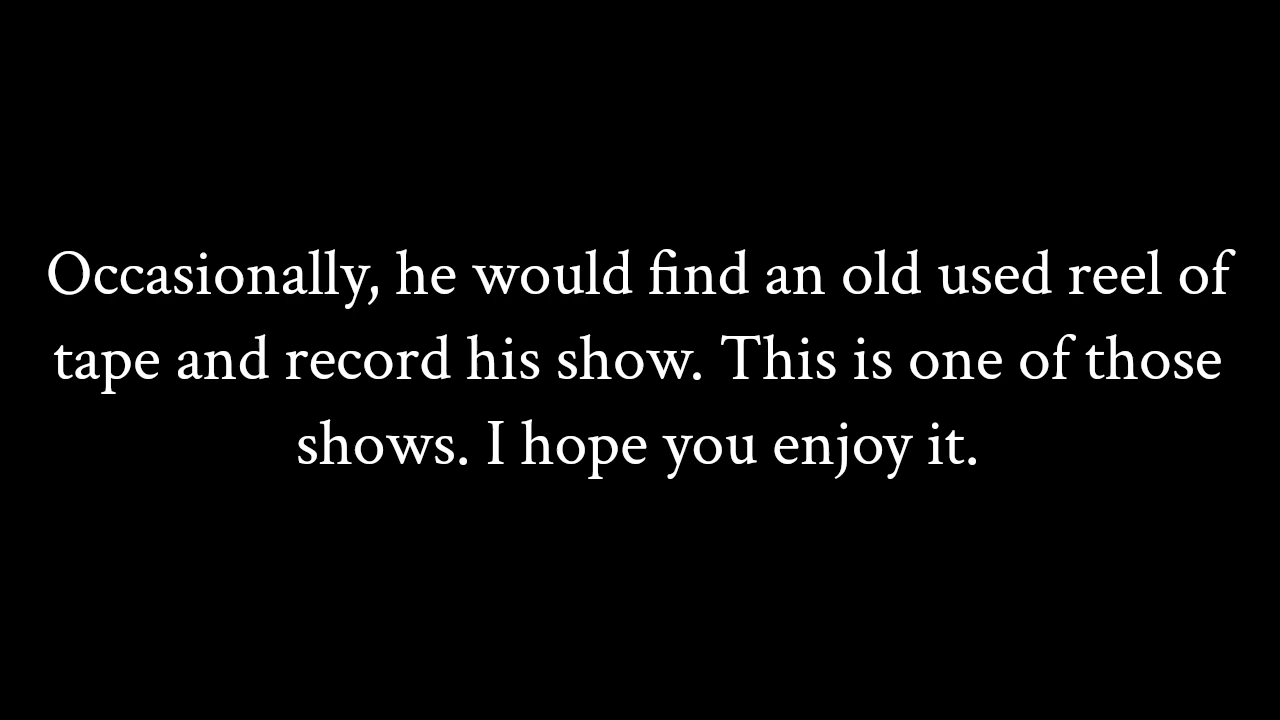 Occasionally, he would find an old used reel of
tape and record his show. This is one of those
shows. I hope you enjoy it.